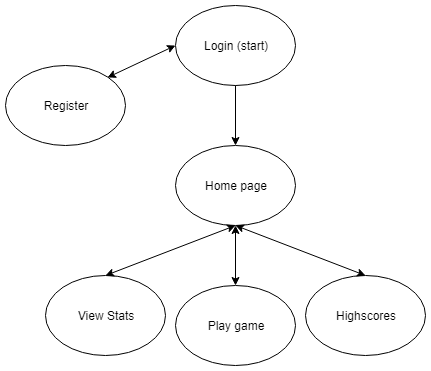 Login (start)
Register
Home page
View Stats
Play game
Highscores